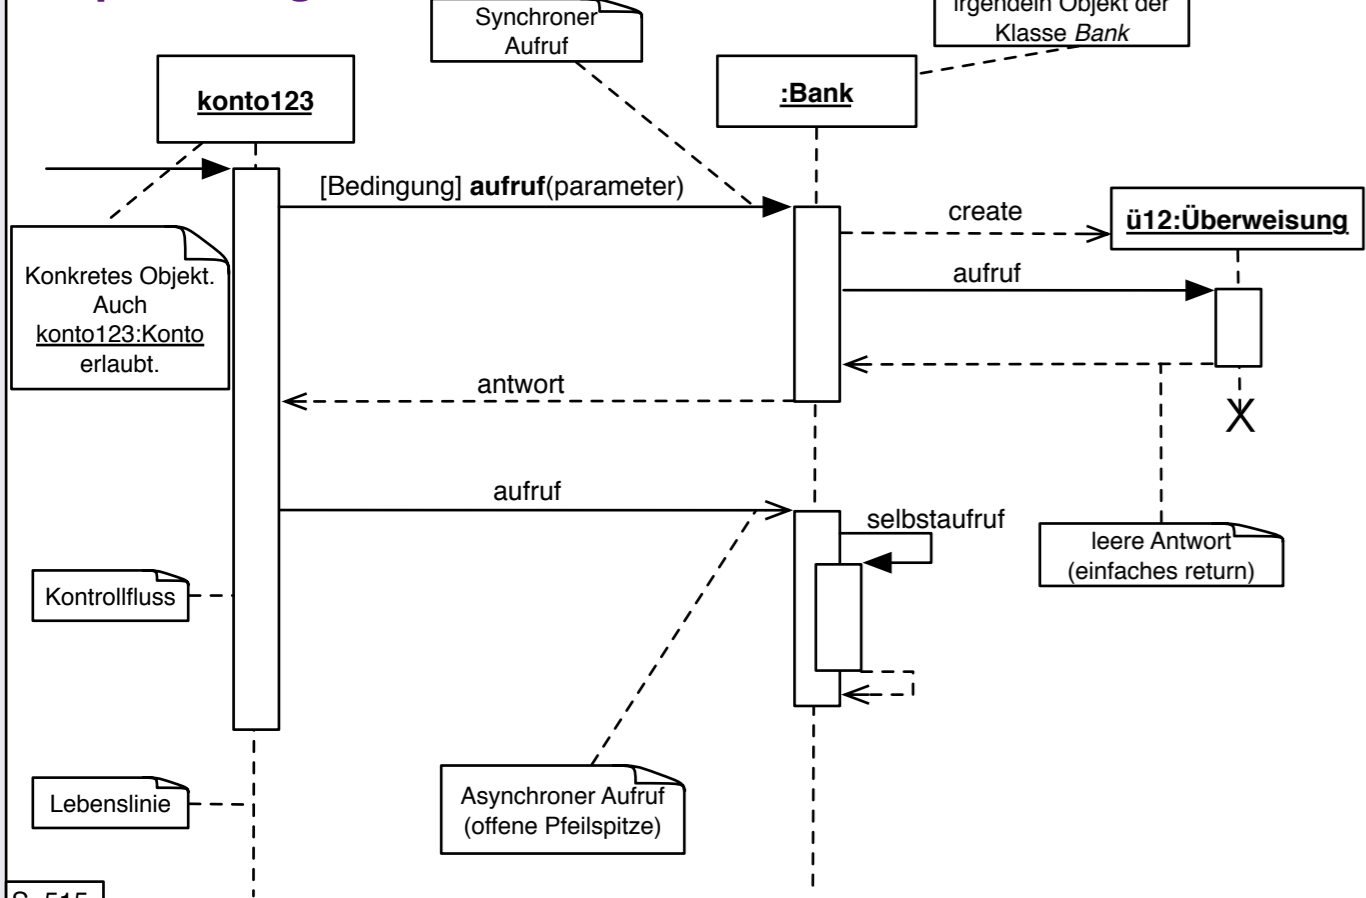 Synchroner
Aufruf
Irgendein Objekt der
Klasse Bank
konto123
:Bank
[Bedingung] aufruf(parameter)
create
ü12:Überweisung
aufruf
Konkretes Objekt.
Auch
konto123:Konto
erlaubt.
antwort
X
aufruf
selbstaufruf
leere Antwort
(einfaches return)
Kontrollfluss
Lebenslinie
Asynchroner Aufruf
(offene Pfeilspitze)